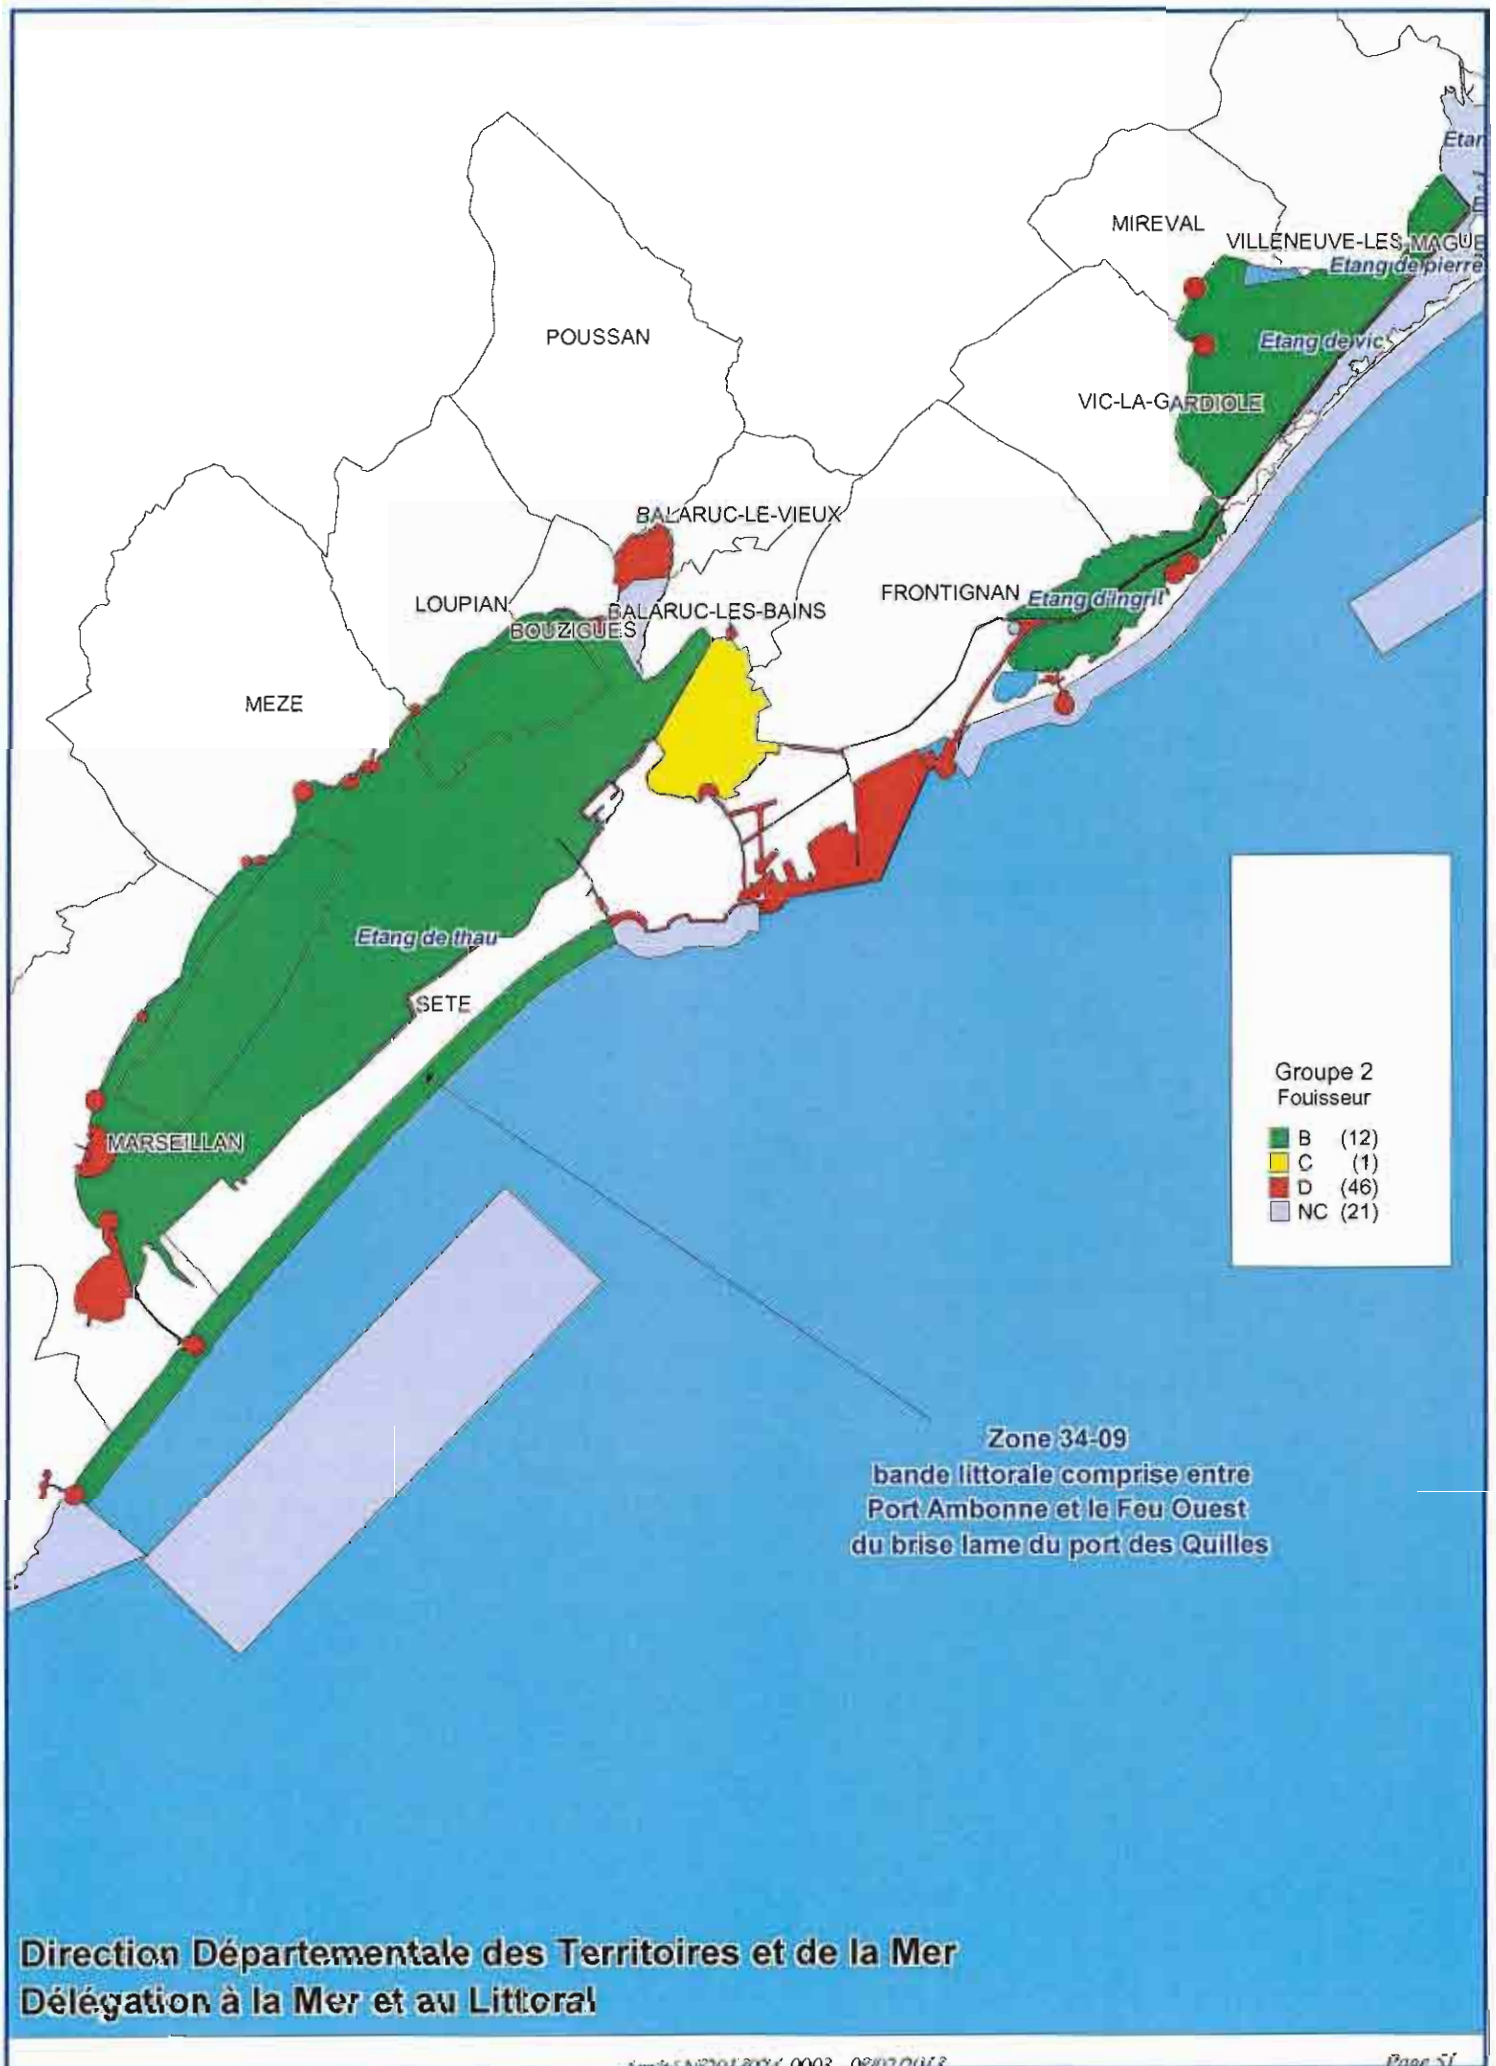 Etan
MIREVAL
VILLENEUVE-LES-MAGUE
Etang de pierre
POUSSAN
Etang de vic
VIC-LA-GARDIOLE
BALARUC-LE-VIEUX
FRONTIGNAN
Etang d'ingril
LOUPIAN
BALARUC-LES-BAINS
BOUZIGUES
MEZE
Etang de thau
SETE
MARSEILLAN
Groupe 2
Fouisseur
B (12)
C (1)
D (46)
NC (21)
Zone 34-09
bande littorale comprise entre
Port Ambonne et le Feu Ouest
du brise lame du port des Quilles
Direction Départementale des Territoires et de la Mer
Délégation à la Mer et au Littoral
Page 51